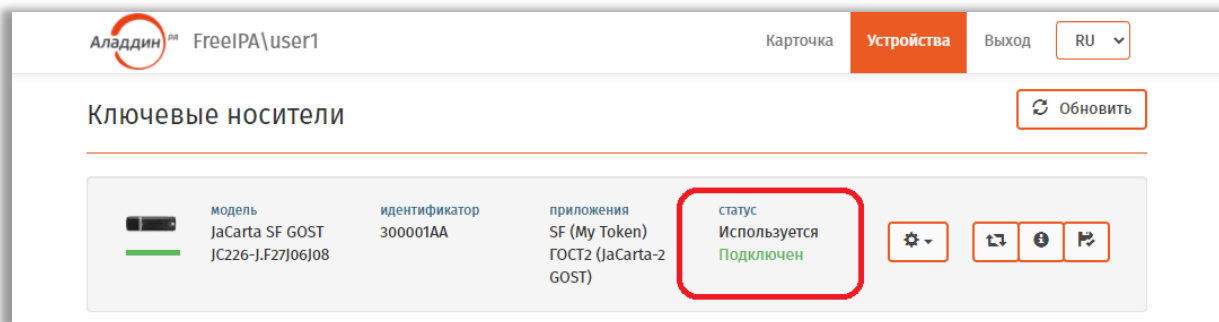 Аладдин РД FreeIPA\user1 Карточка Устройства Выход RU
Ключевые носители Обновить
модель идентификатор приложения статус
JaCarta SF GOST 300001AA SF (My Token) Используется
JC226-J.F27J06J08 ГОСТ2 (JaCarta-2 Подключен
GOST)